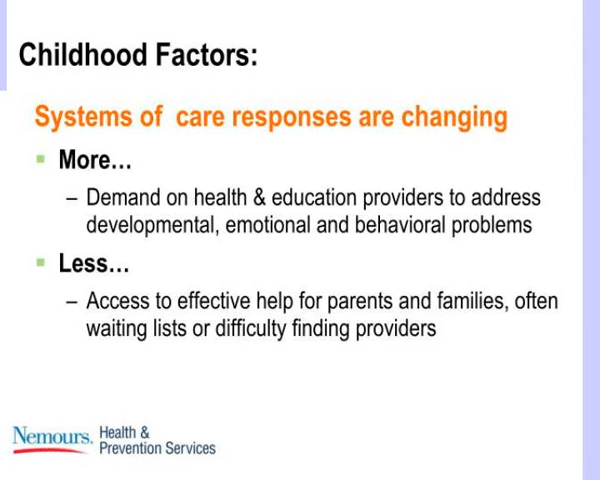 Childhood Factors:
Systems of care responses are changing
More…
– Demand on health & education providers to address
developmental, emotional and behavioral problems
Less…
– Access to effective help for parents and families, often
waiting lists or difficulty finding providers
Nemours. Health &
Prevention Services